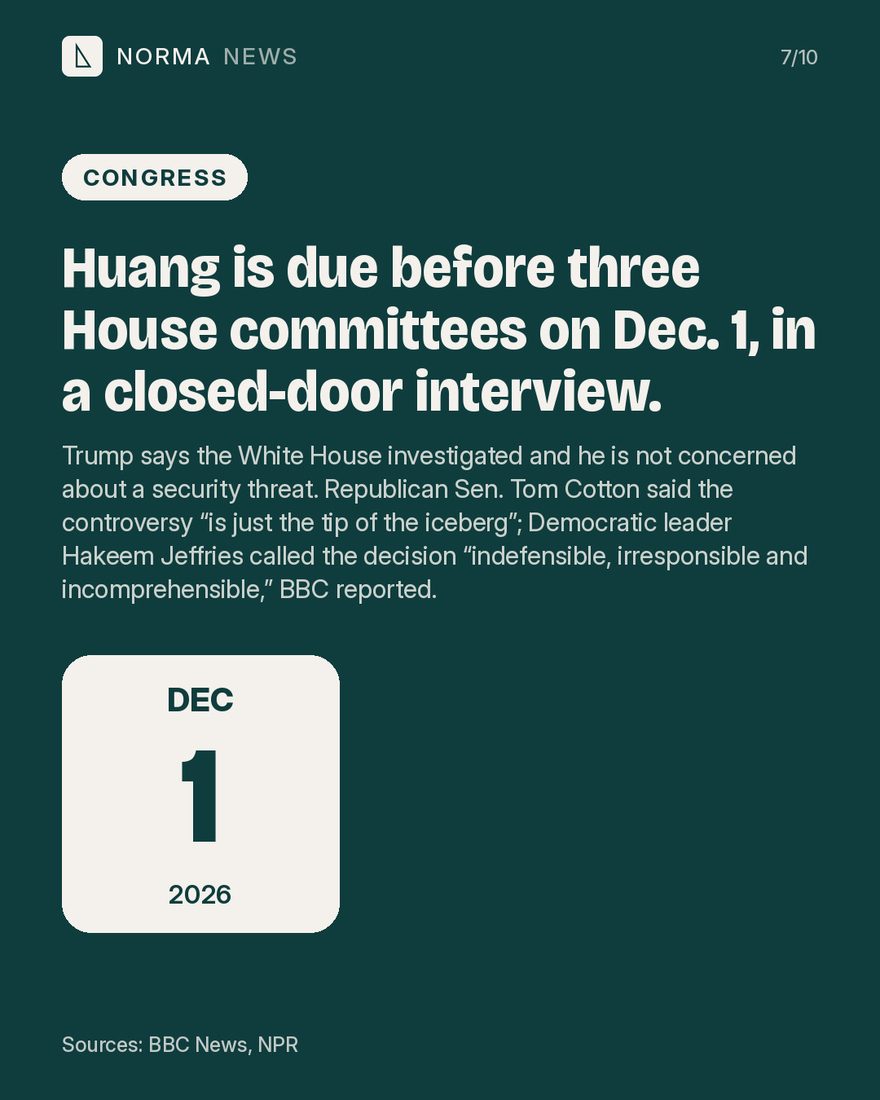 NORMA NEWS
7/10
CONGRESS
Huang is due before three
House committees on Dec. 1, in
a closed-door interview.
Trump says the White House investigated and he is not concerned
about a security threat. Republican Sen. Tom Cotton said the
controversy “is just the tip of the iceberg”; Democratic leader
Hakeem Jeffries called the decision “indefensible, irresponsible and
incomprehensible,” BBC reported.
DEC
1
2026
Sources: BBC News, NPR